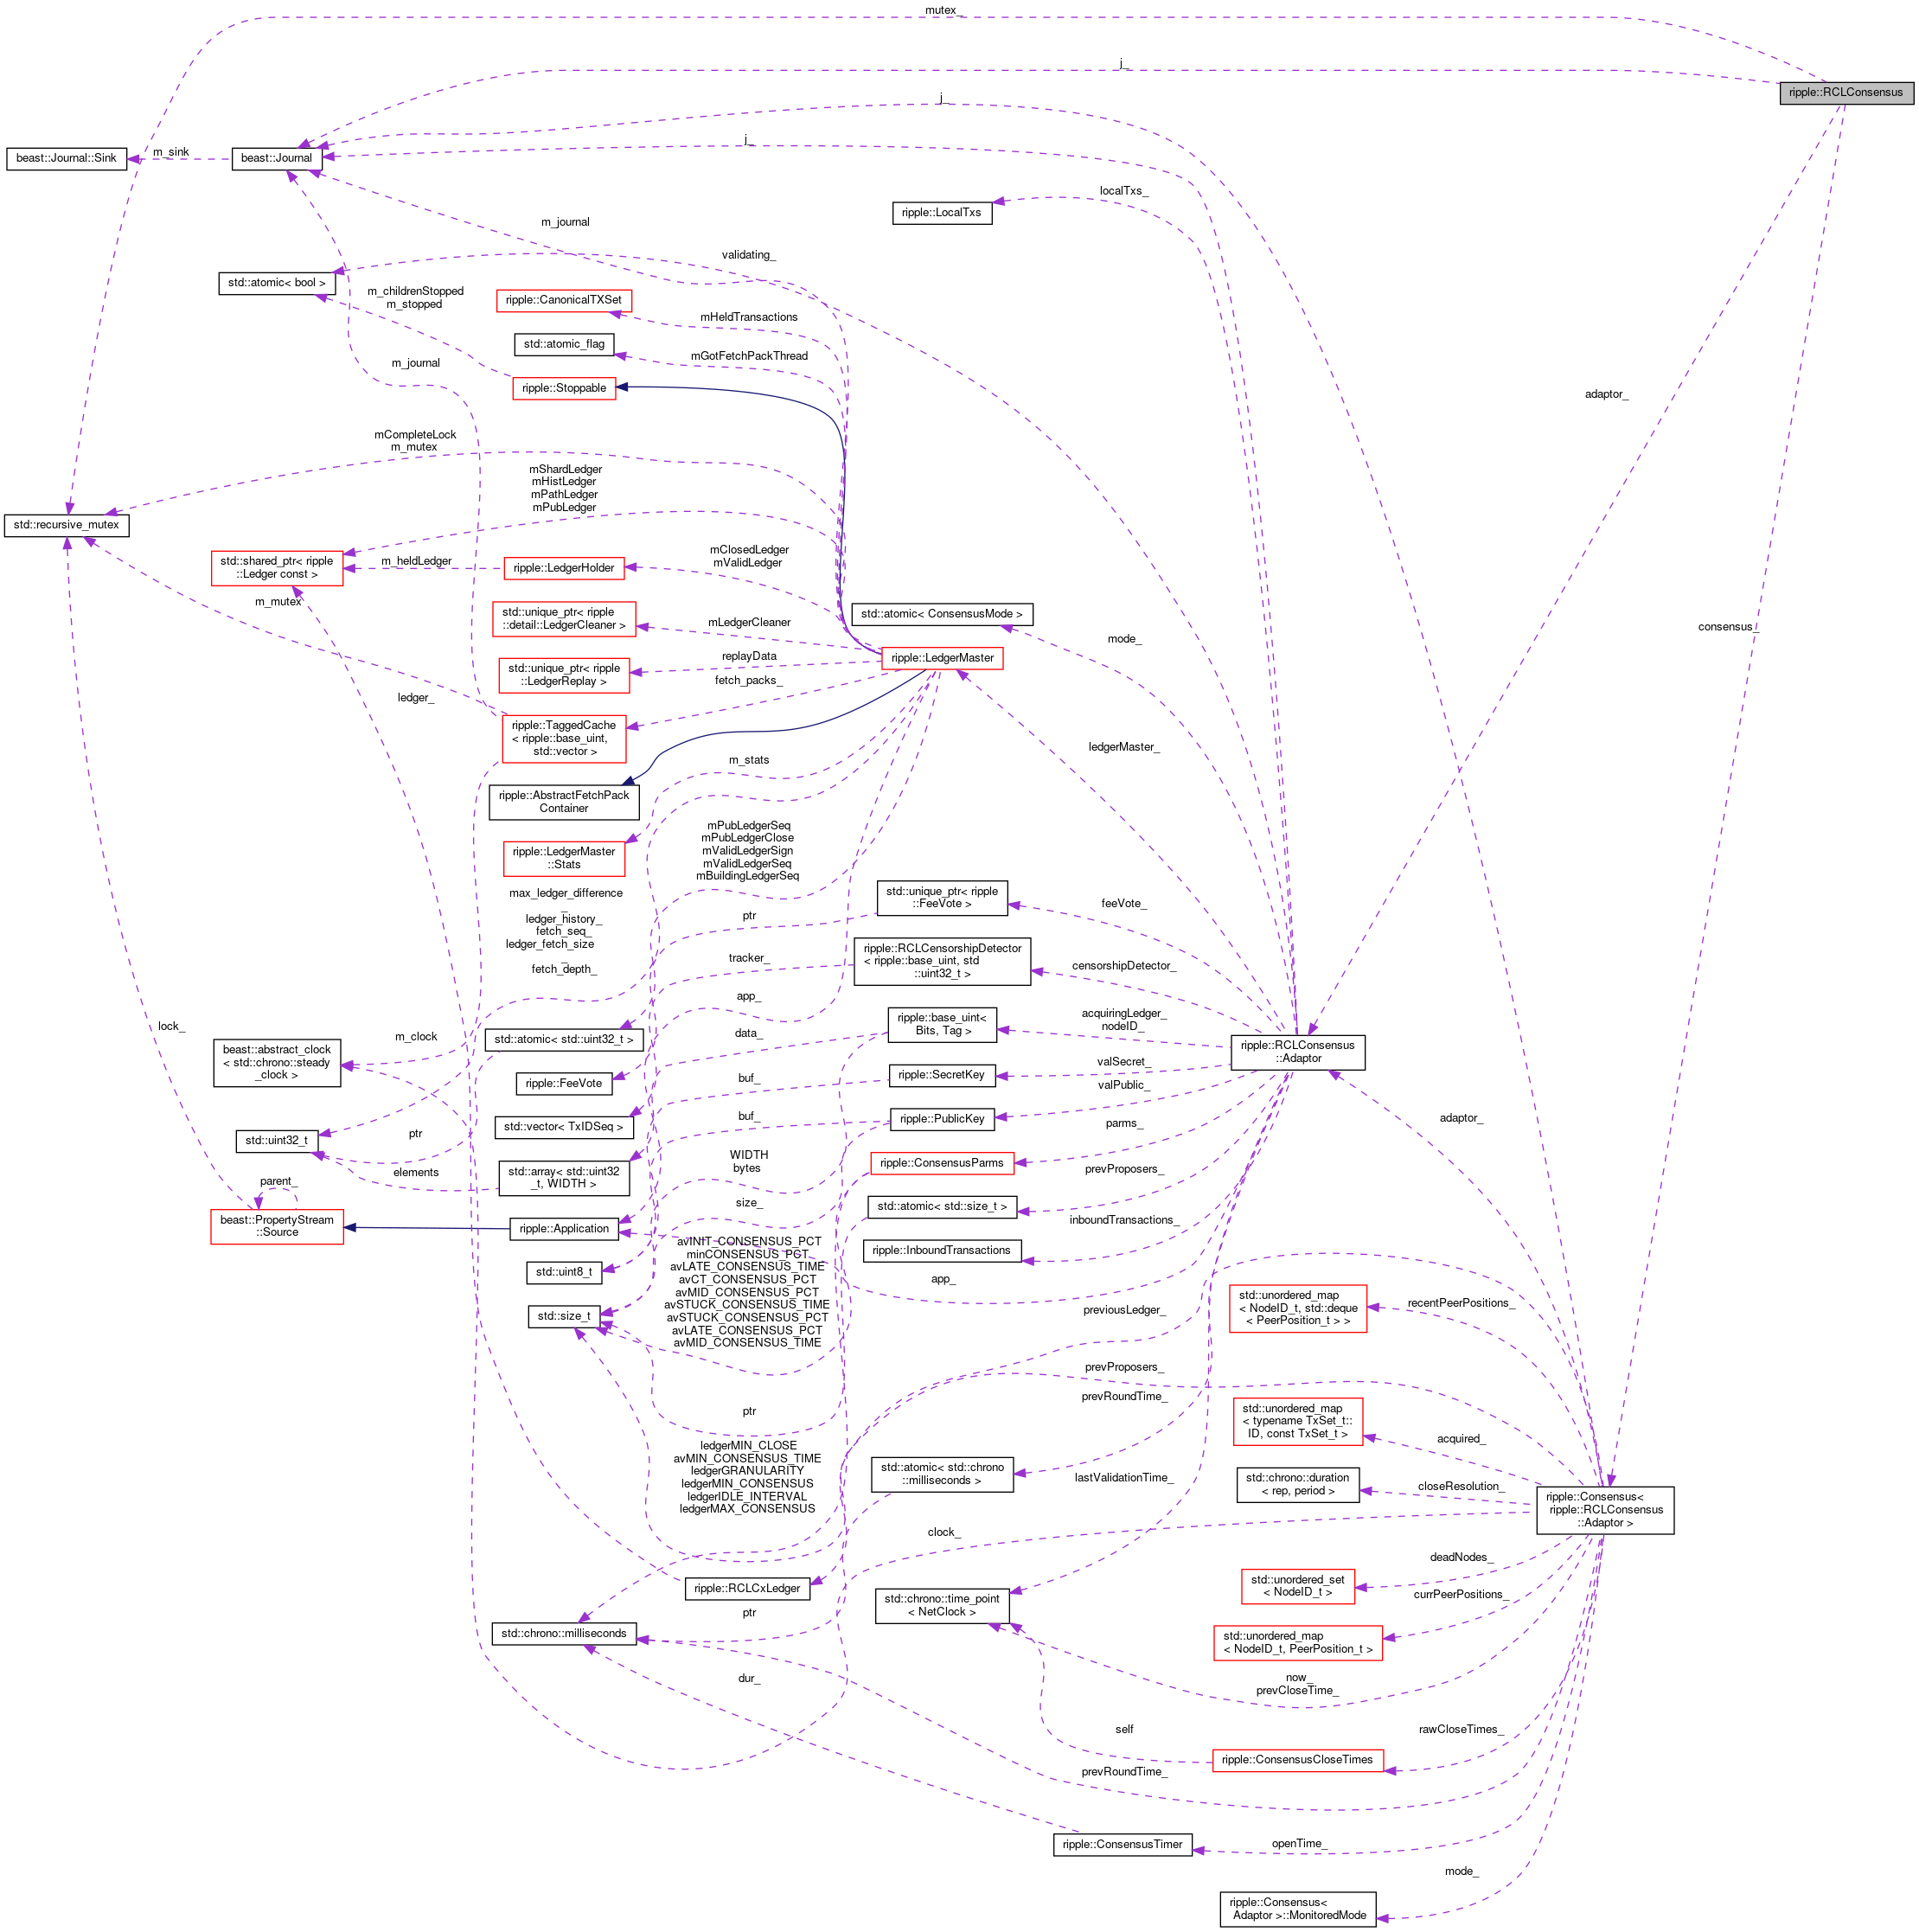 mutex_
j_
ripple::RCLConsensus
j_
j_
m_sink
beast::Journal::Sink
beast::Journal
localTxs_
ripple::LocalTxs
m_journal
validating_
std::atomic< bool >
m_childrenStopped
m_stopped
ripple::CanonicalTXSet
mHeldTransactions
std::atomic_flag
mGotFetchPackThread
m_journal
ripple::Stoppable
adaptor_
mCompleteLock
m_mutex
mShardLedger
mHistLedger
mPathLedger
mPubLedger
std::recursive_mutex
std::shared_ptr< ripple
::Ledger const >
m_heldLedger
ripple::LedgerHolder
mClosedLedger
mValidLedger
m_mutex
std::unique_ptr< ripple
::detail::LedgerCleaner >
mLedgerCleaner
std::atomic< ConsensusMode >
mode_
consensus_
ripple::LedgerMaster
std::unique_ptr< ripple
::LedgerReplay >
replayData
fetch_packs_
ledger_
ripple::TaggedCache
< ripple::base_uint,
std::vector >
ledgerMaster_
m_stats
ripple::AbstractFetchPack
Container
ripple::LedgerMaster
::Stats
mPubLedgerSeq
mPubLedgerClose
mValidLedgerSign
mValidLedgerSeq
mBuildingLedgerSeq
max_ledger_difference
_
ledger_history_
fetch_seq_
ledger_fetch_size
_
fetch_depth_
std::unique_ptr< ripple
::FeeVote >
feeVote_
ptr
ripple::RCLCensorshipDetector
< ripple::base_uint, std
::uint32_t >
censorshipDetector_
tracker_
app_
lock_
m_clock
beast::abstract_clock
< std::chrono::steady
_clock >
std::atomic< std::uint32_t >
data_
ripple::base_uint<
Bits, Tag >
acquiringLedger_
nodeID_
ripple::RCLConsensus
::Adaptor
ripple::FeeVote
buf_
ripple::SecretKey
valSecret_
valPublic_
std::vector< TxIDSeq >
buf_
ripple::PublicKey
parms_
adaptor_
std::uint32_t
ptr
elements
std::array< std::uint32
_t, WIDTH >
WIDTH
bytes
ripple::ConsensusParms
prevProposers_
parent_
beast::PropertyStream
::Source
ripple::Application
size_
std::atomic< std::size_t >
inboundTransactions_
ripple::InboundTransactions
std::uint8_t
avINIT_CONSENSUS_PCT
minCONSENSUS_PCT
avLATE_CONSENSUS_TIME
avCT_CONSENSUS_PCT
avMID_CONSENSUS_PCT
avSTUCK_CONSENSUS_TIME
avSTUCK_CONSENSUS_PCT
avLATE_CONSENSUS_PCT
avMID_CONSENSUS_TIME
std::size_t
app_
previousLedger_
std::unordered_map
< NodeID_t, std::deque
< PeerPosition_t > >
recentPeerPositions_
prevProposers_
prevRoundTime_
ptr
std::unordered_map
< typename TxSet_t::
ID, const TxSet_t >
acquired_
ledgerMIN_CLOSE
avMIN_CONSENSUS_TIME
ledgerGRANULARITY
ledgerMIN_CONSENSUS
ledgerIDLE_INTERVAL
ledgerMAX_CONSENSUS
std::atomic< std::chrono
::milliseconds >
lastValidationTime_
std::chrono::duration
< rep, period >
closeResolution_
ripple::Consensus<
ripple::RCLConsensus
::Adaptor >
clock_
deadNodes_
ripple::RCLCxLedger
std::chrono::time_point
< NetClock >
std::unordered_set
< NodeID_t >
currPeerPositions_
ptr
std::chrono::milliseconds
std::unordered_map
< NodeID_t, PeerPosition_t >
dur_
now_
prevCloseTime_
self
rawCloseTimes_
ripple::ConsensusCloseTimes
prevRoundTime_
ripple::ConsensusTimer
openTime_
mode_
ripple::Consensus<
Adaptor >::MonitoredMode